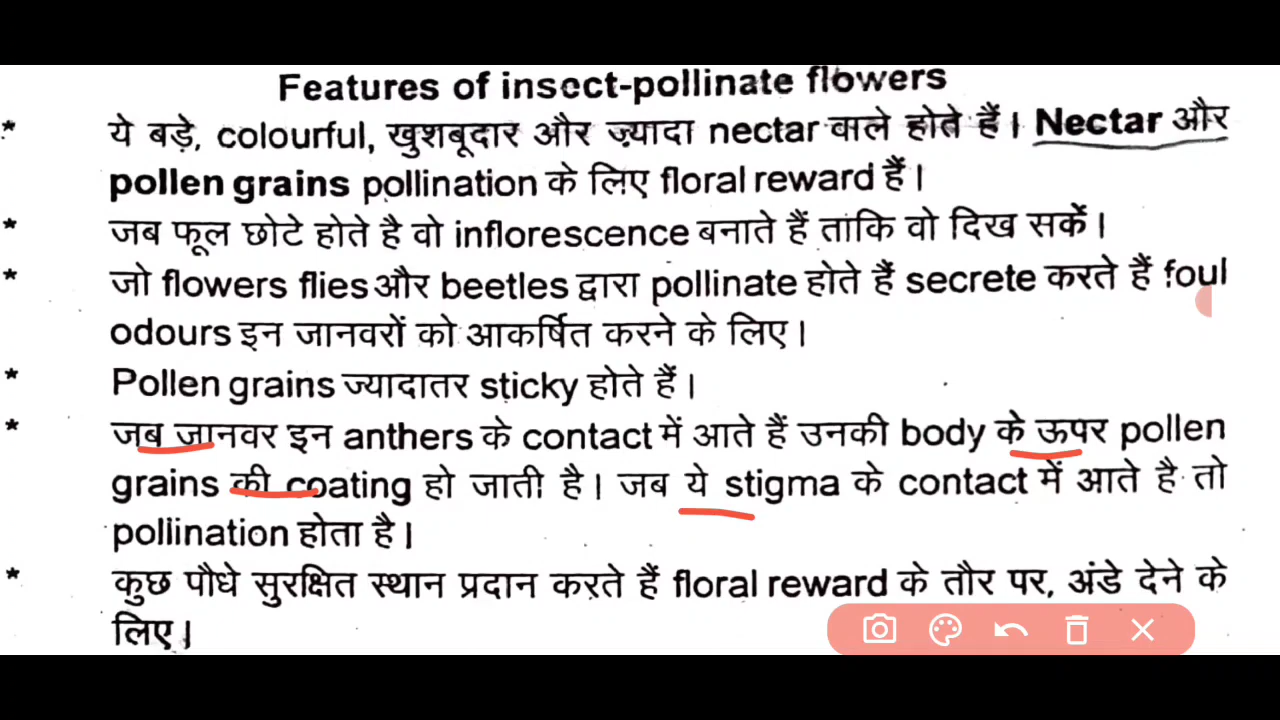 Features of insect-pollinate flowers
* ये बड़े, colourful, खुशबूदार और ज़्यादा nectar वाले होते हैं। Nectar और
pollen grains pollination के लिए floral reward हैं।
* जब फूल छोटे होते है वो inflorescence बनाते हैं ताकि वो दिख सकें।
* जो flowers flies और beetles द्वारा pollinate होते हैं secrete करते हैं foul
odours इन जानवरों को आकर्षित करने के लिए।
* Pollen grains ज्यादातर sticky होते हैं।
* जब जानवर इन anthers के contact में आते हैं उनकी body के ऊपर pollen
grains की coating हो जाती है। जब ये stigma के contact में आते है तो
pollination होता है।
* कुछ पौधे सुरक्षित स्थान प्रदान करते हैं floral reward के तौर पर, अंडे देने के
लिए।